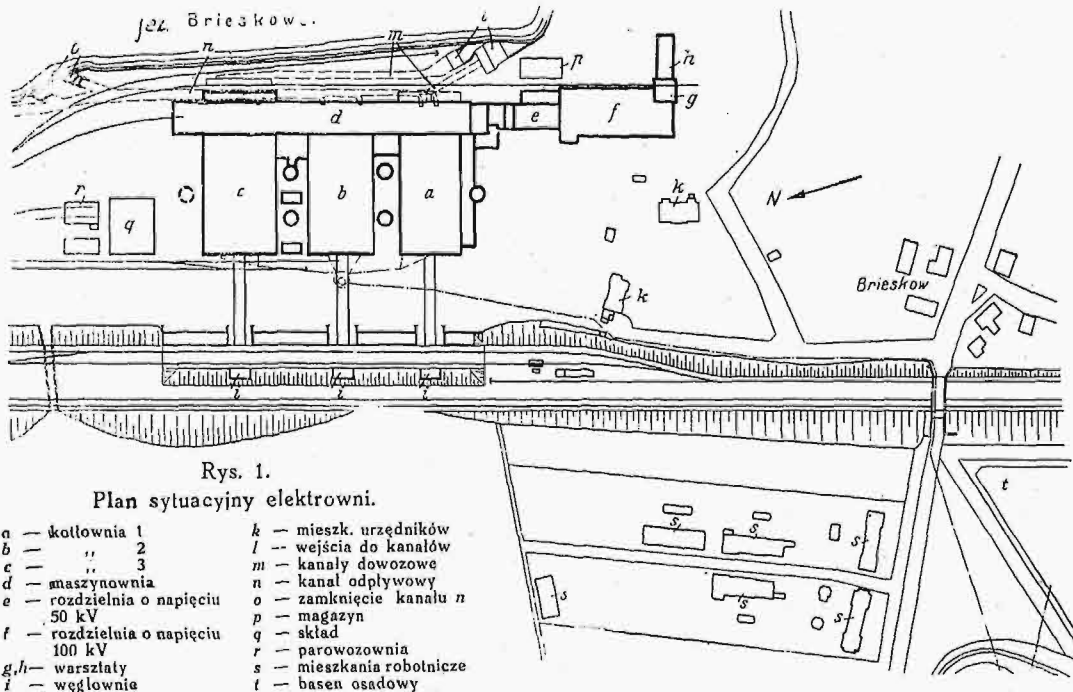 jez. Brieskow.
o n m l p h
d e f g
r q c b a k N
Brieskow
k
i i i
Rys. 1.
Plan sytuacyjny elektrowni.
t
s s s
s s s
a — kotłownia 1
b — „ 2
c — „ 3
d — maszynownia
e — rozdzielnia o napięciu
50 kV
f — rozdzielnia o napięciu
100 kV
g,h — warsztaty
i — węglownie
k — mieszk. urzędników
l — wejścia do kanałów
m — kanały dowozowe
n — kanał odpływowy
o — zamknięcie kanału n
p — magazyn
q — skład
r — parowozownia
s — mieszkania robotnicze
t — basen osadowy